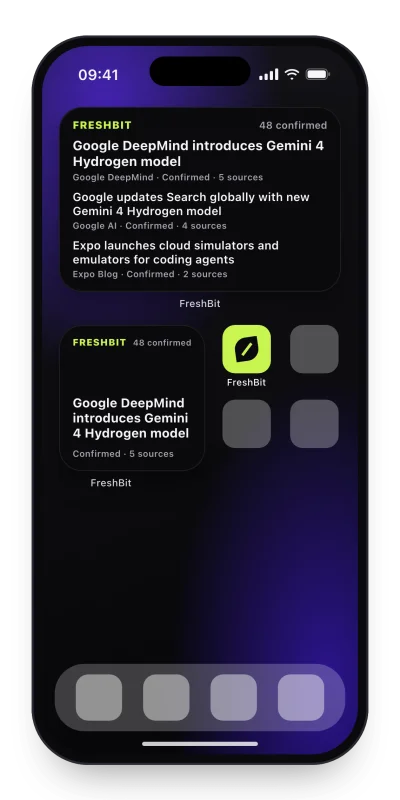 09:41
FRESHBIT 48 confirmed
Google DeepMind introduces Gemini 4
Hydrogen model
Google DeepMind · Confirmed · 5 sources
Google updates Search globally with new
Gemini 4 Hydrogen model
Google AI · Confirmed · 4 sources
Expo launches cloud simulators and
emulators for coding agents
Expo Blog · Confirmed · 2 sources
FreshBit
FRESHBIT 48 confirmed
Google DeepMind
introduces Gemini
4 Hydrogen model
Confirmed · 5 sources
FreshBit
FreshBit